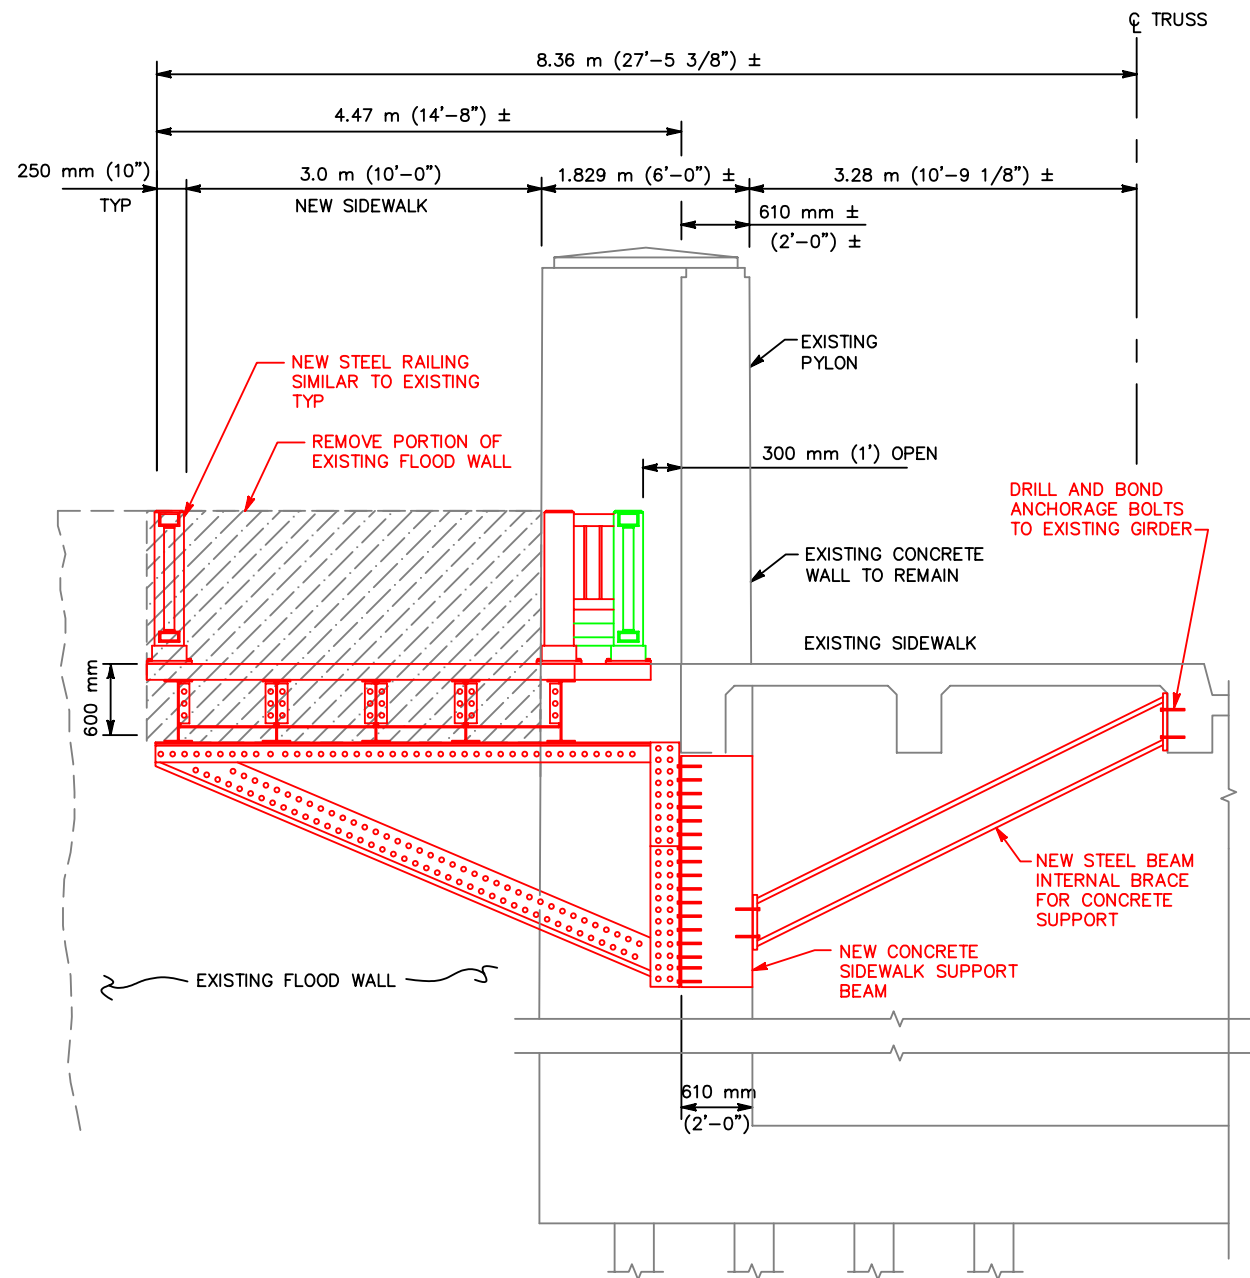 ℄ TRUSS
8.36 m (27'-5 3/8") ±
4.47 m (14'-8") ±
250 mm (10")
TYP
3.0 m (10'-0")
NEW SIDEWALK
1.829 m (6'-0") ±
3.28 m (10'-9 1/8") ±
610 mm ±
(2'-0") ±
EXISTING
PYLON
NEW STEEL RAILING
SIMILAR TO EXISTING
TYP
REMOVE PORTION OF
EXISTING FLOOD WALL
300 mm (1') OPEN
DRILL AND BOND
ANCHORAGE BOLTS
TO EXISTING GIRDER
EXISTING CONCRETE
WALL TO REMAIN
EXISTING SIDEWALK
600 mm
NEW STEEL BEAM
INTERNAL BRACE
FOR CONCRETE
SUPPORT
NEW CONCRETE
SIDEWALK SUPPORT
BEAM
EXISTING FLOOD WALL
610 mm
(2'-0")